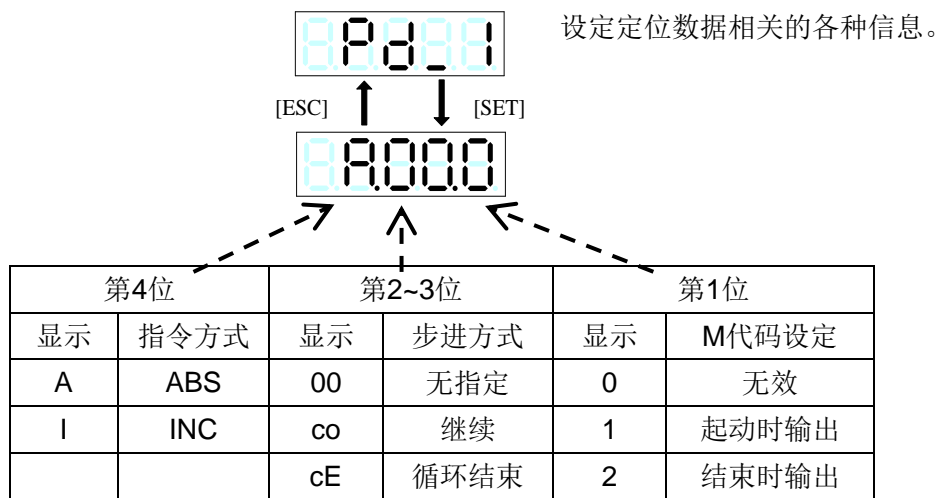 Pd_1
设定定位数据相关的各种信息。
[ESC] [SET]
A.00.0
第4位 第2~3位 第1位
显示 指令方式 显示 步进方式 显示 M代码设定
A ABS 00 无指定 0 无效
I INC co 继续 1 起动时输出
cE 循环结束 2 结束时输出